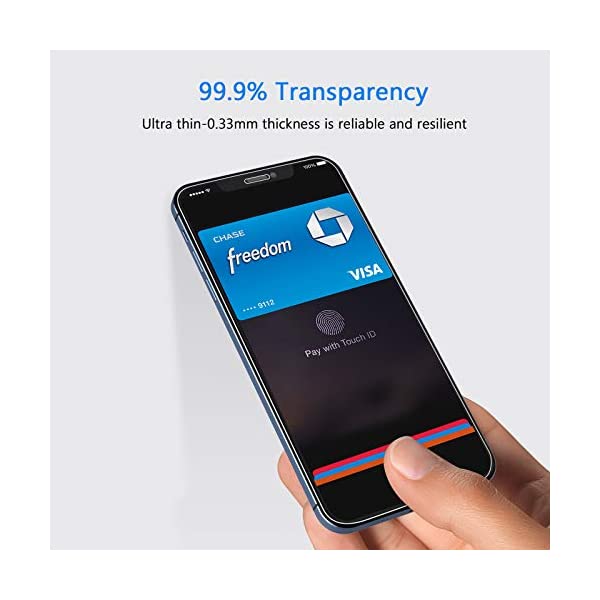 99.9% Transparency
Ultra thin-0.33mm thickness is reliable and resilient
100%
CHASE
freedom
VISA
•••• 9112
Pay with Touch ID